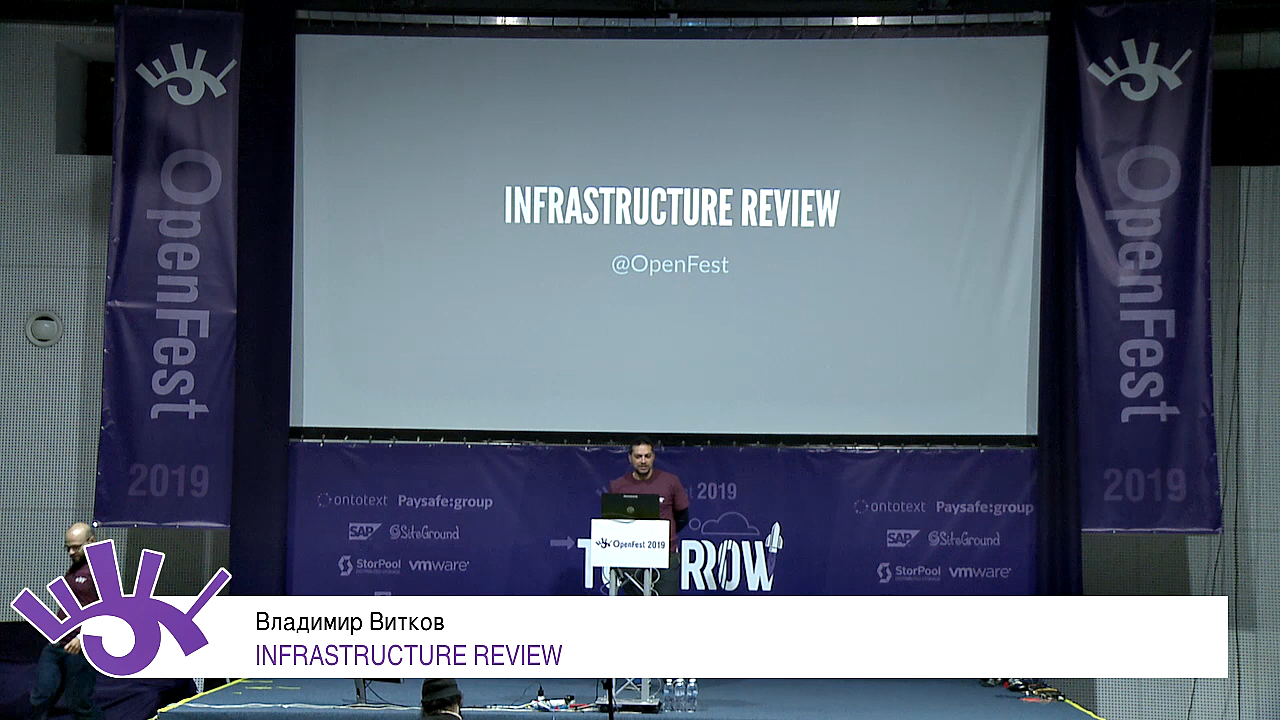 INFRASTRUCTURE REVIEW
@OpenFest
OpenFest
2019
OpenFest
2019
ontotext Paysafe:group
SAP SiteGround
StorPool vmware
2019
OpenFest 2019
RROW
ontotext Paysafe:group
SAP SiteGround
StorPool vmware
Владимир Витков
INFRASTRUCTURE REVIEW